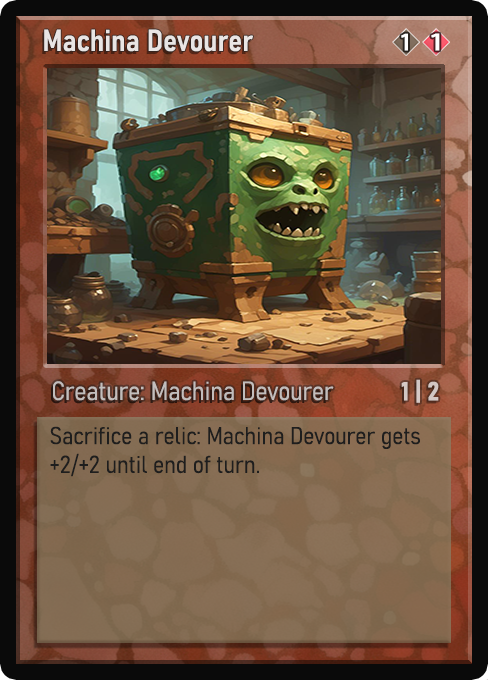 Machina Devourer 1 1
Creature: Machina Devourer 1|2
Sacrifice a relic: Machina Devourer gets
+2/+2 until end of turn.